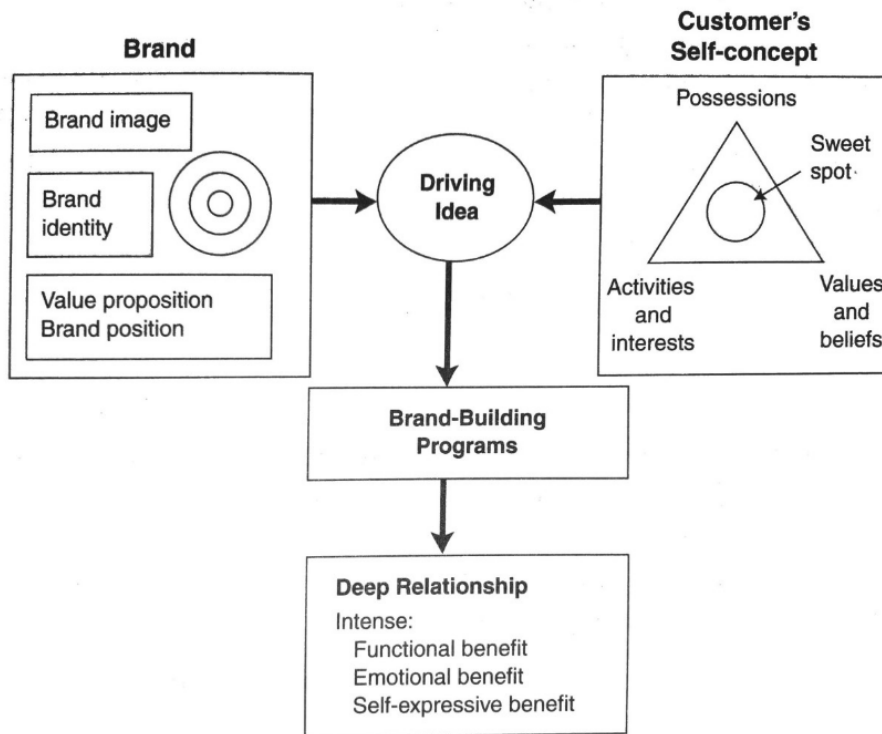 Brand
Customer's
Self-concept
Brand image
Brand
identity
Value proposition
Brand position
Driving
Idea
Possessions
Sweet
spot
Activities
and
interests
Values
and
beliefs
Brand-Building
Programs
Deep Relationship
Intense:
Functional benefit
Emotional benefit
Self-expressive benefit